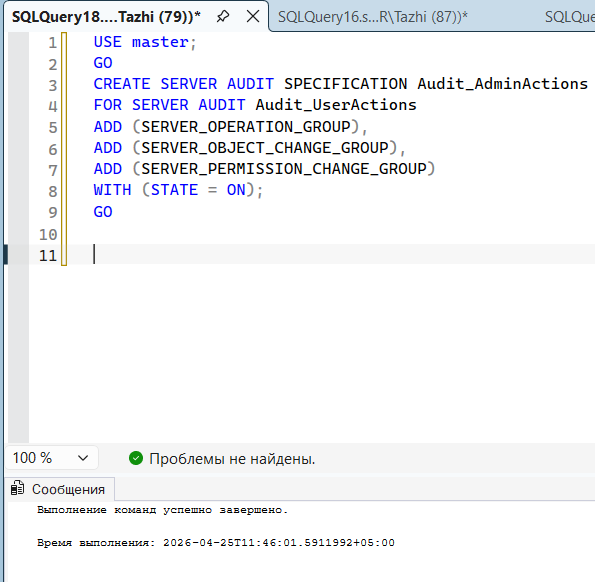 SQLQuery18....Tazhi (79))* SQLQuery16.s...R\Tazhi (87))* SQLQue
1 USE master;
2 GO
3 CREATE SERVER AUDIT SPECIFICATION Audit_AdminActions
4 FOR SERVER AUDIT Audit_UserActions
5 ADD (SERVER_OPERATION_GROUP),
6 ADD (SERVER_OBJECT_CHANGE_GROUP),
7 ADD (SERVER_PERMISSION_CHANGE_GROUP)
8 WITH (STATE = ON);
9 GO
10
11
100 % Проблемы не найдены.
Сообщения
Выполнение команд успешно завершено.
Время выполнения: 2026-04-25T11:46:01.5911992+05:00